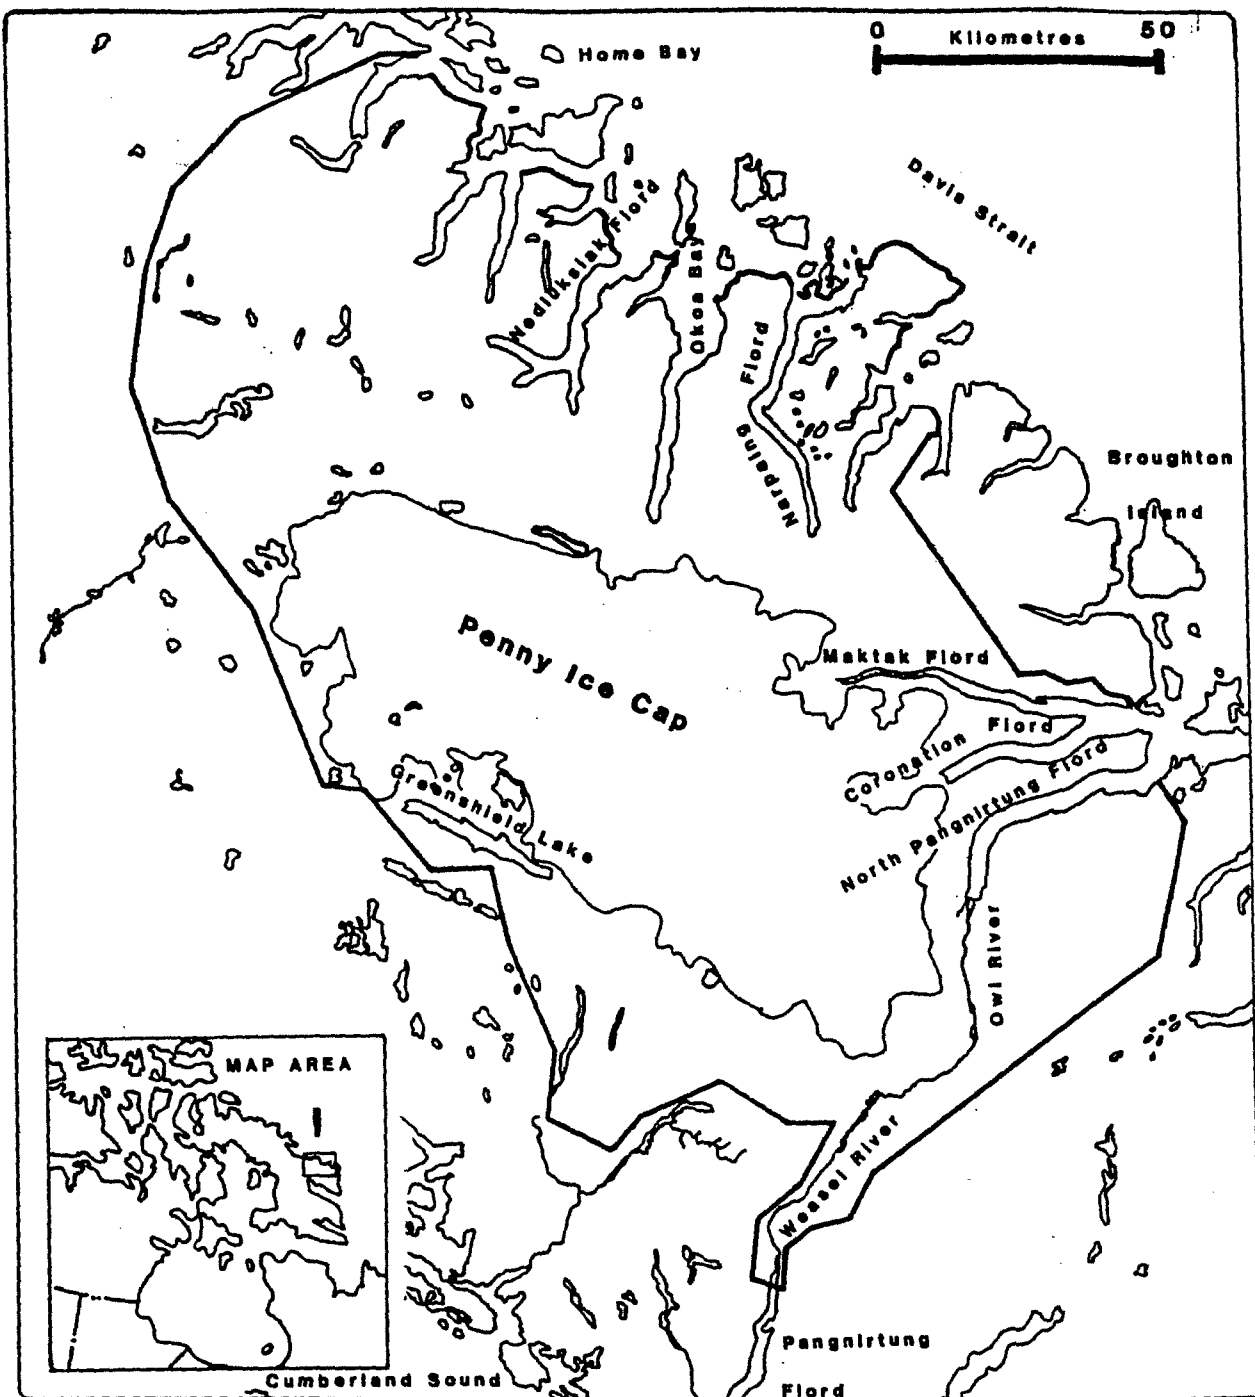 0 Kilometres 50
Home Bay
Davis Strait
Nedlukslak Fiord
Okoa Bay
Narpaing Fiord
Broughton
Island
Penny Ice Cap
Maktak Fiord
Coronation Fiord
North Pangnirtung Fiord
Greenshield Lake
Owl River
MAP AREA
Weasel River
Pangnirtung
Fiord
Cumberland Sound